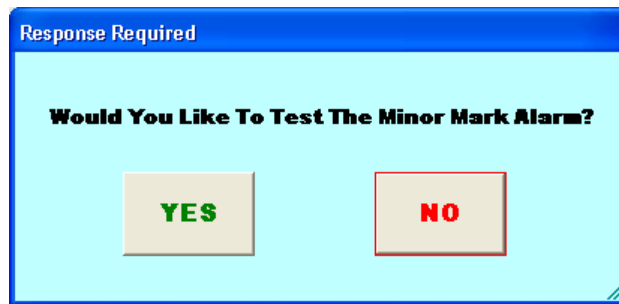 Response Required
Would You Like To Test The Minor Mark Alarm?
YES
NO